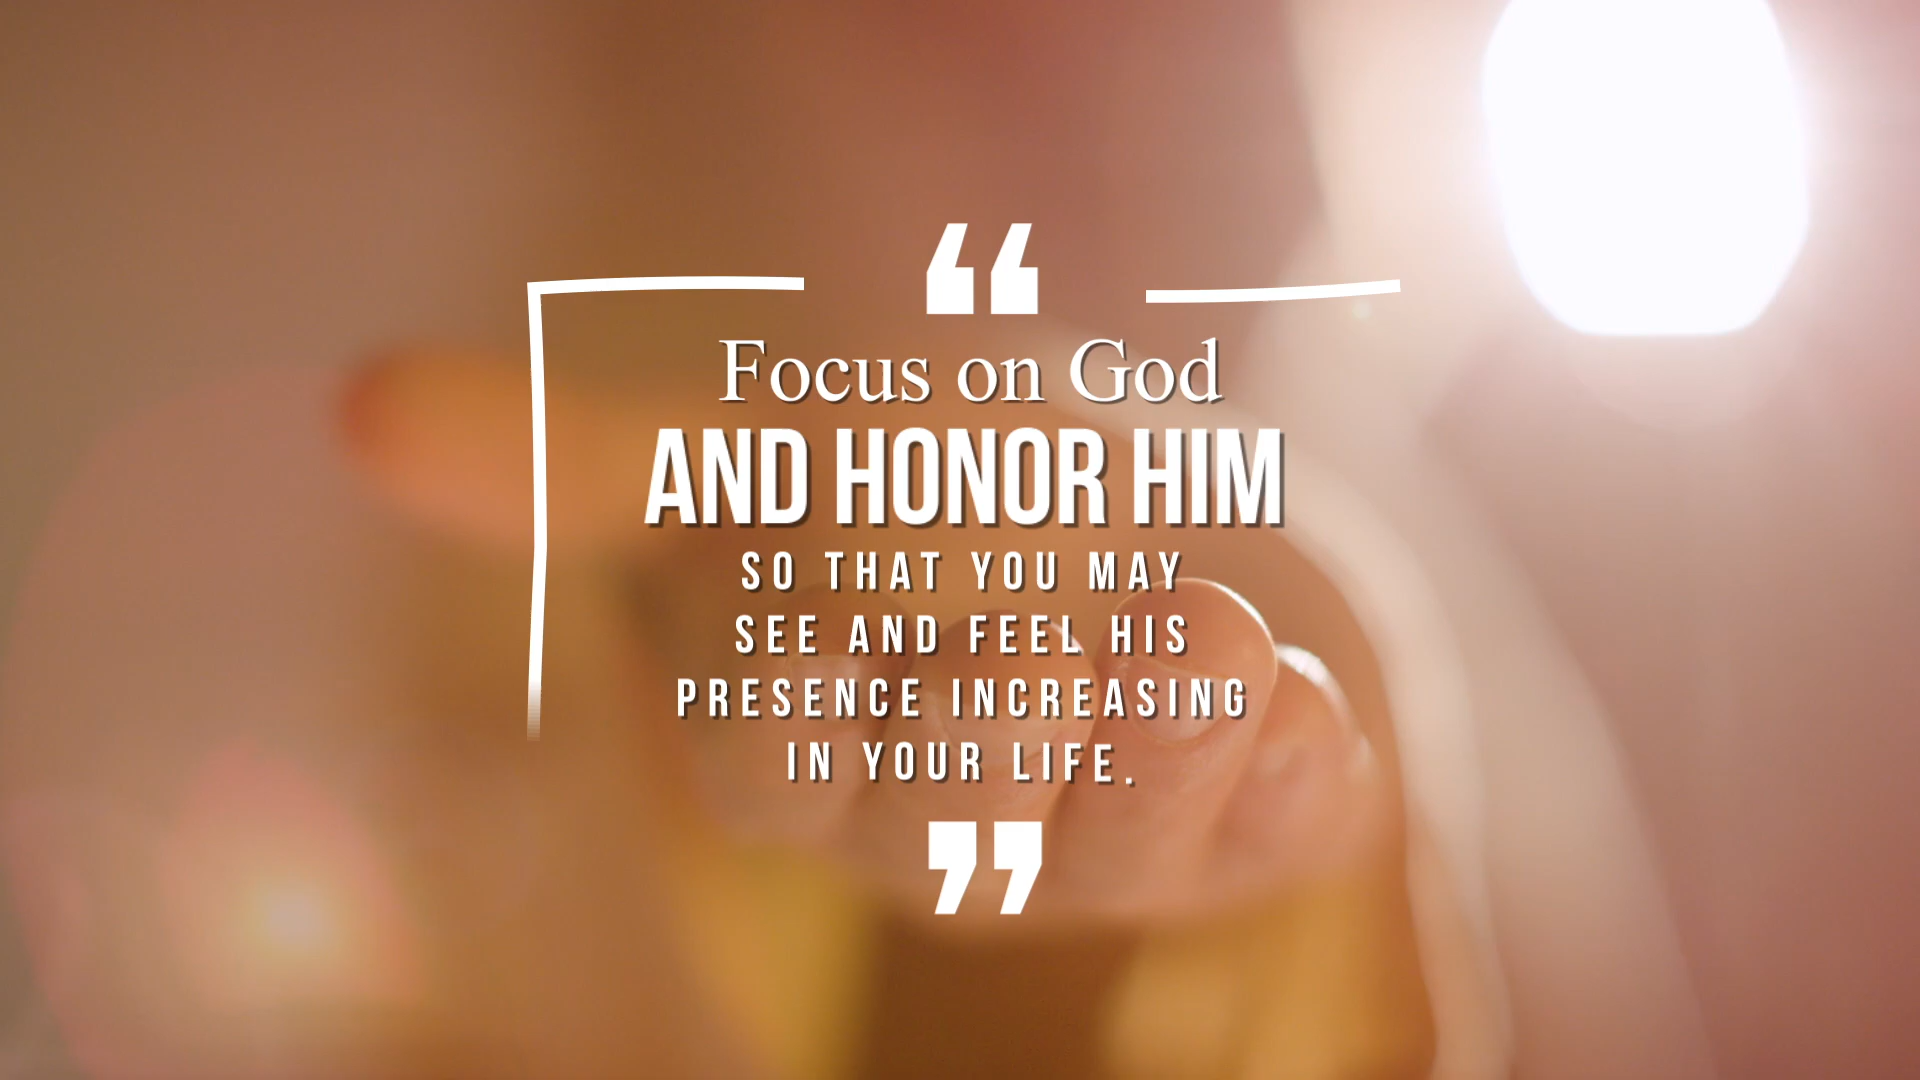 “
Focus on God
AND HONOR HIM
SO THAT YOU MAY
SEE AND FEEL HIS
PRESENCE INCREASING
IN YOUR LIFE.
”